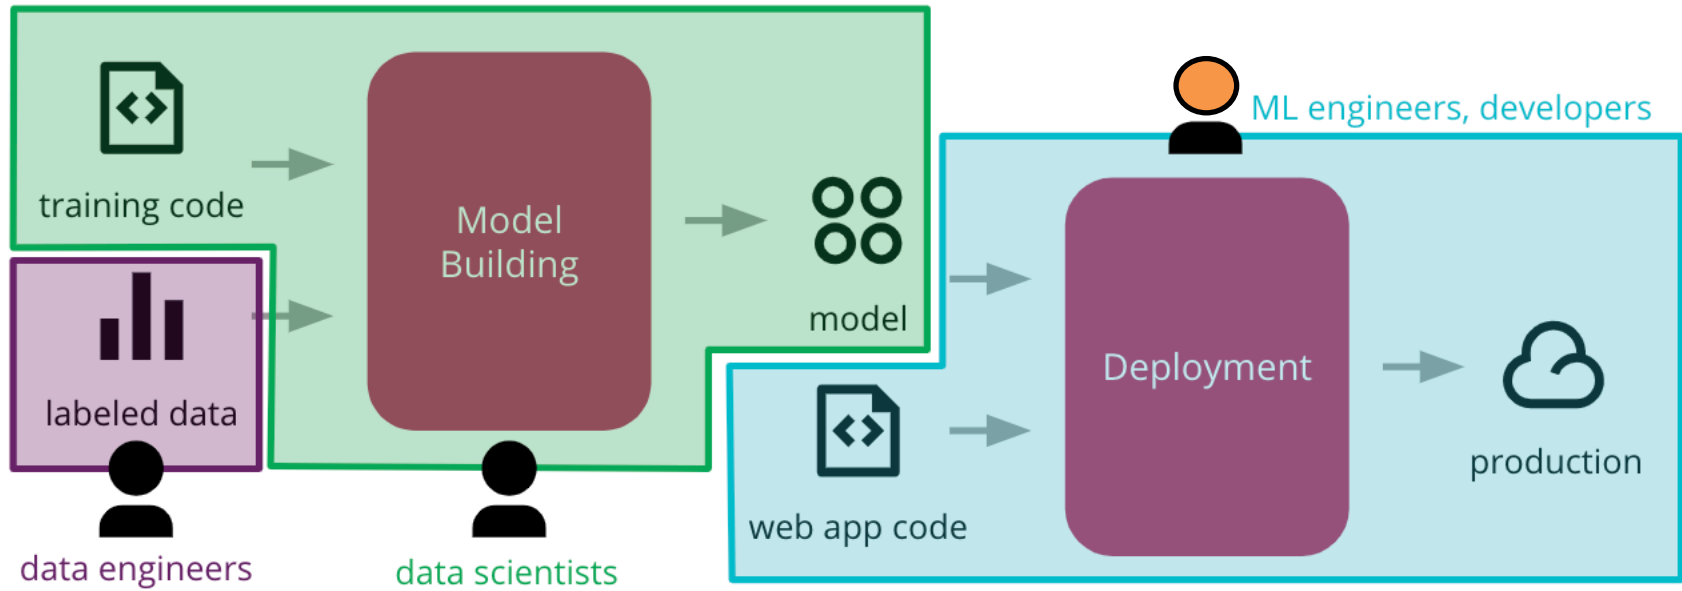 training code
labeled data
data engineers
Model
Building
data scientists
model
ML engineers, developers
web app code
Deployment
production